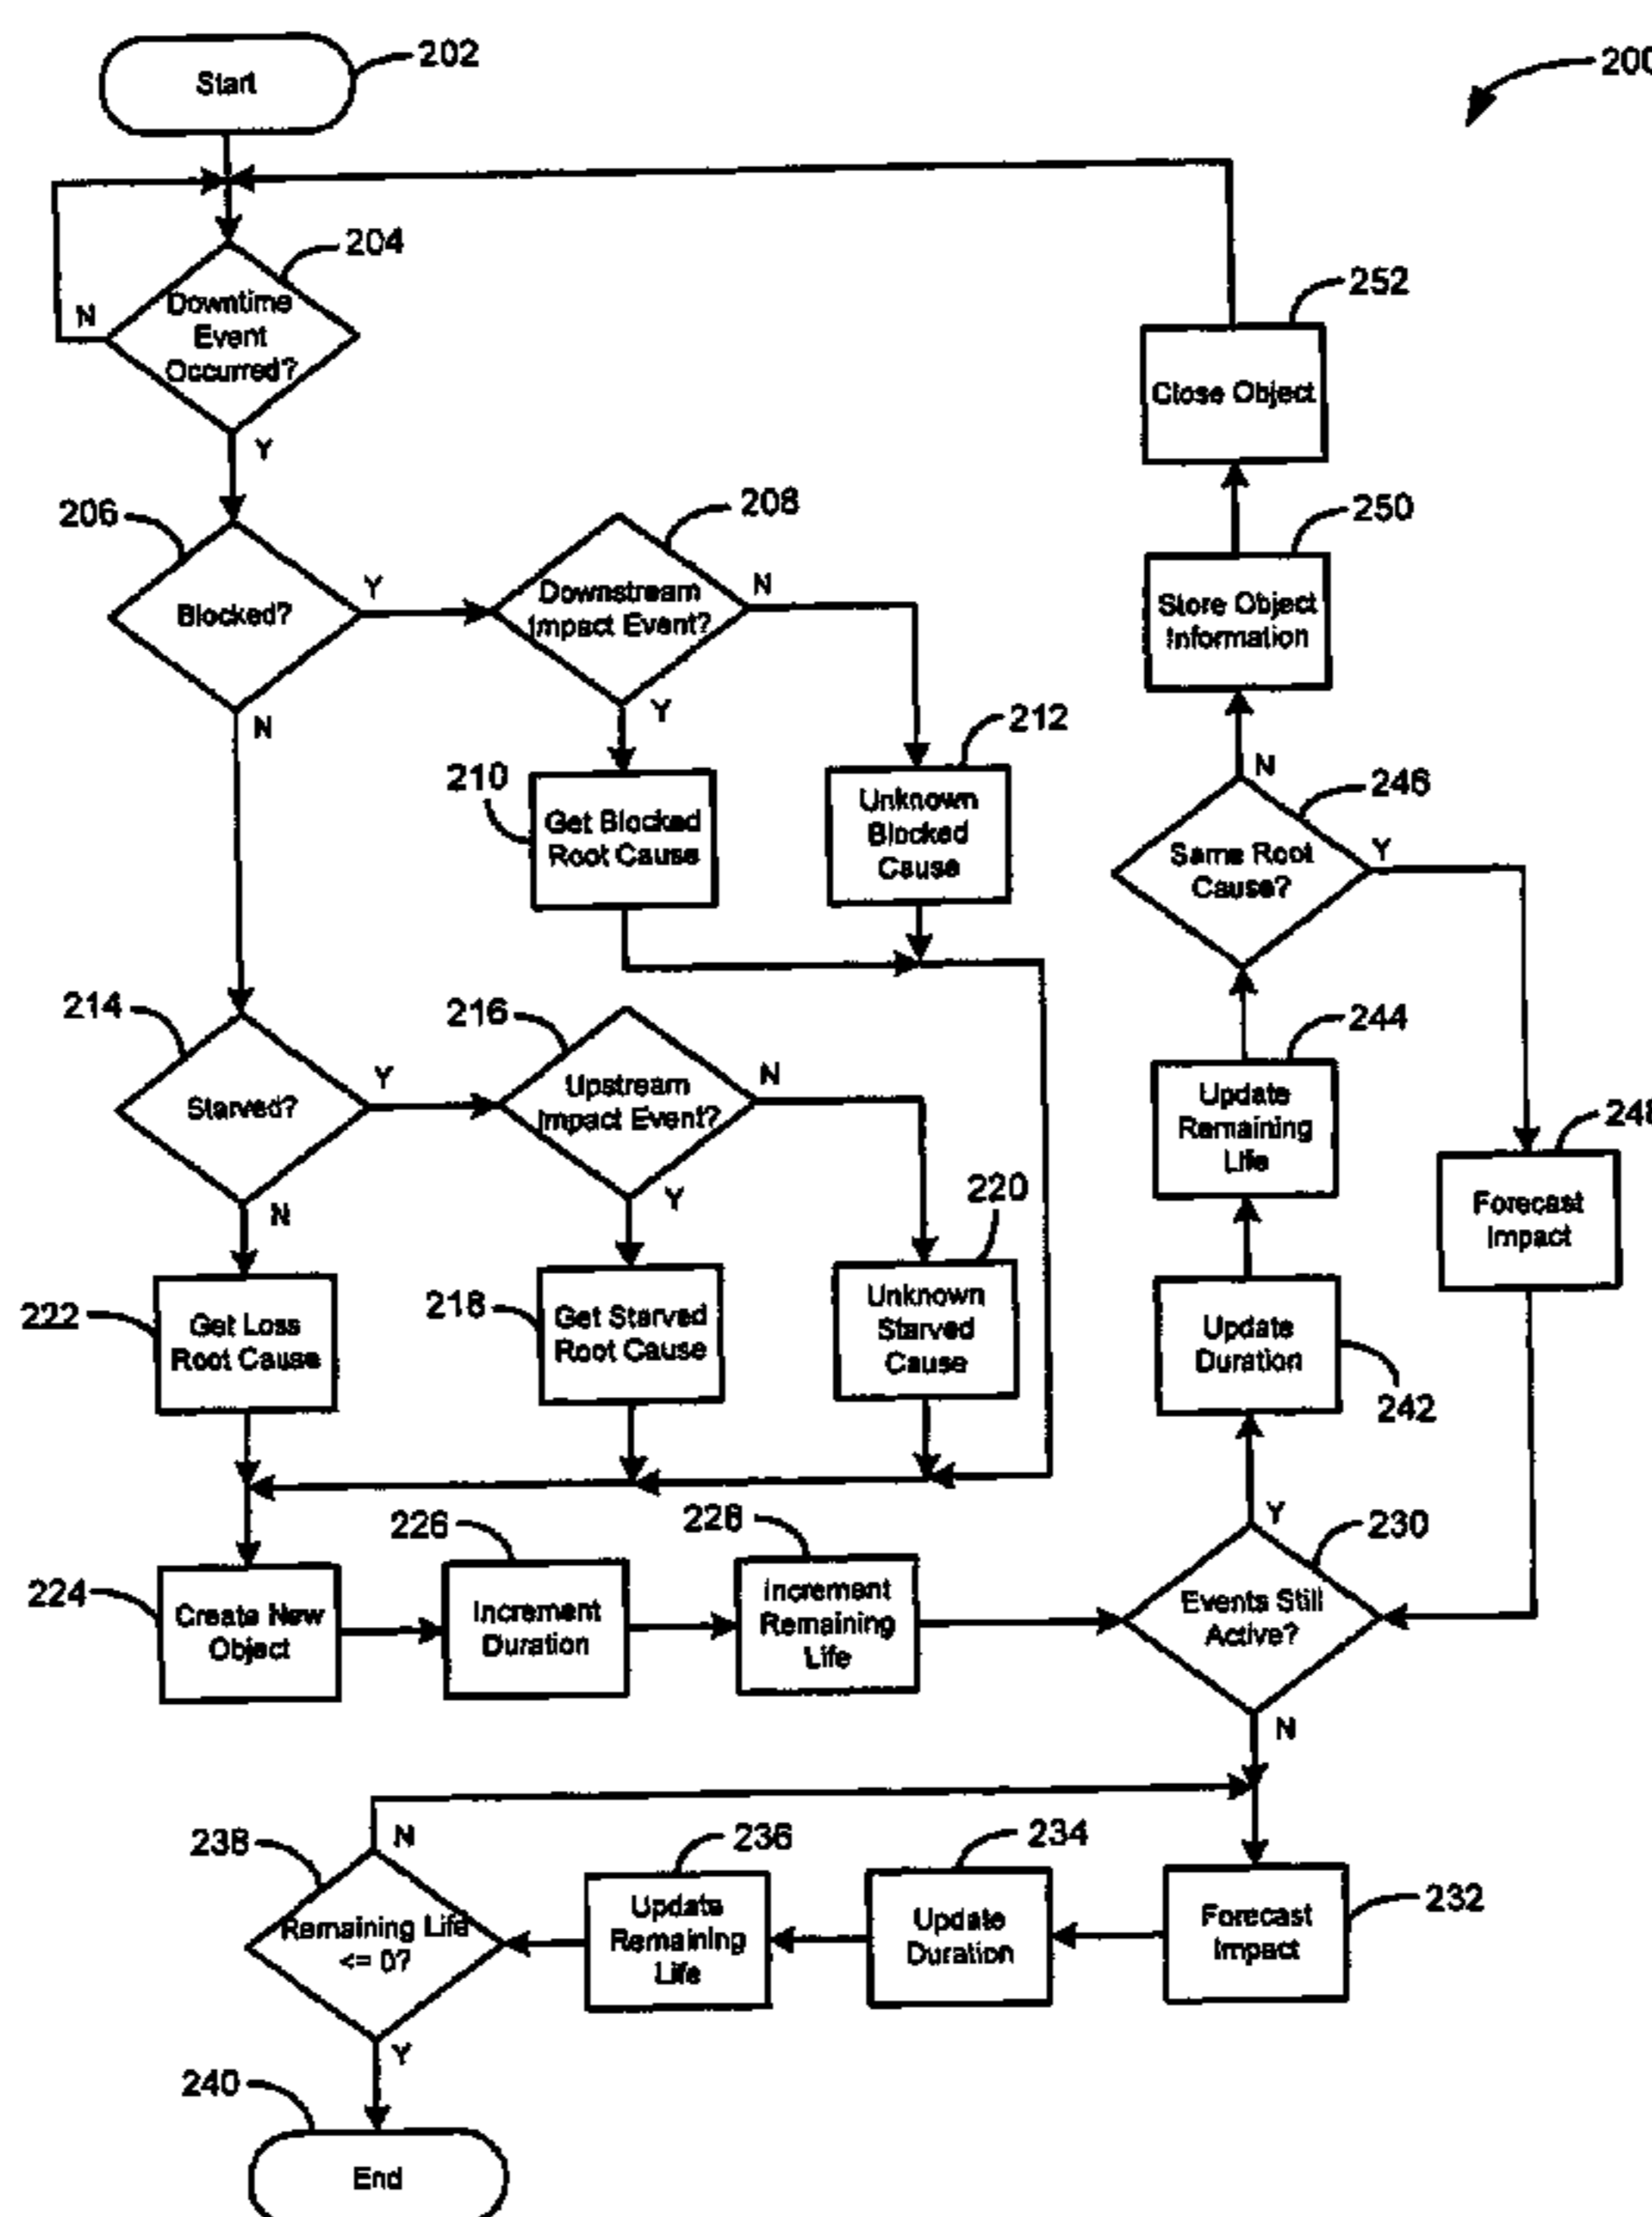 Start
202
200
204
Downtime
Event
Occurred?
N
Y
252
Close Object
206
Blocked?
Y
N
208
Downstream
Impact Event?
N
Y
250
Store Object
Information
210
Get Blocked
Root Cause
212
Unknown
Blocked
Cause
N
246
Same Root
Cause?
Y
214
Starved?
Y
N
216
Upstream
Impact Event?
N
Y
244
Update
Remaining
Life
248
Forecast
Impact
222
Get Loss
Root Cause
218
Get Starved
Root Cause
220
Unknown
Starved
Cause
Update
Duration
242
224
Create New
Object
226
Increment
Duration
228
Increment
Remaining
Life
Y
230
Events Still
Active?
N
238
N
Remaining Life
<= 0?
Y
236
Update
Remaining
Life
234
Update
Duration
232
Forecast
Impact
240
End